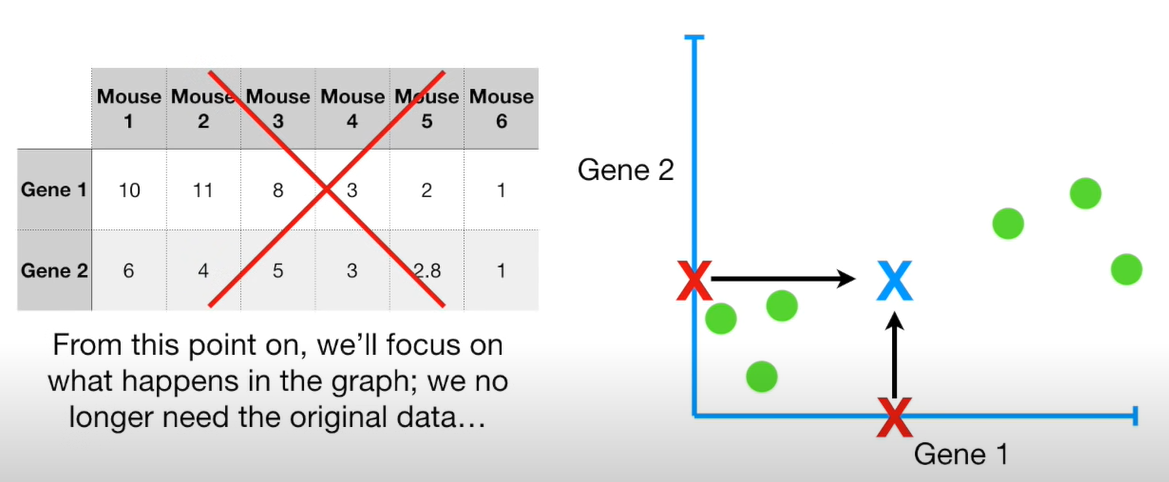 Mouse 1 Mouse 2 Mouse 3 Mouse 4 Mouse 5 Mouse 6
Gene 1 10 11 8 3 2 1
Gene 2 6 4 5 3 2.8 1
From this point on, we'll focus on
what happens in the graph; we no
longer need the original data…
Gene 2
X
X
X
Gene 1